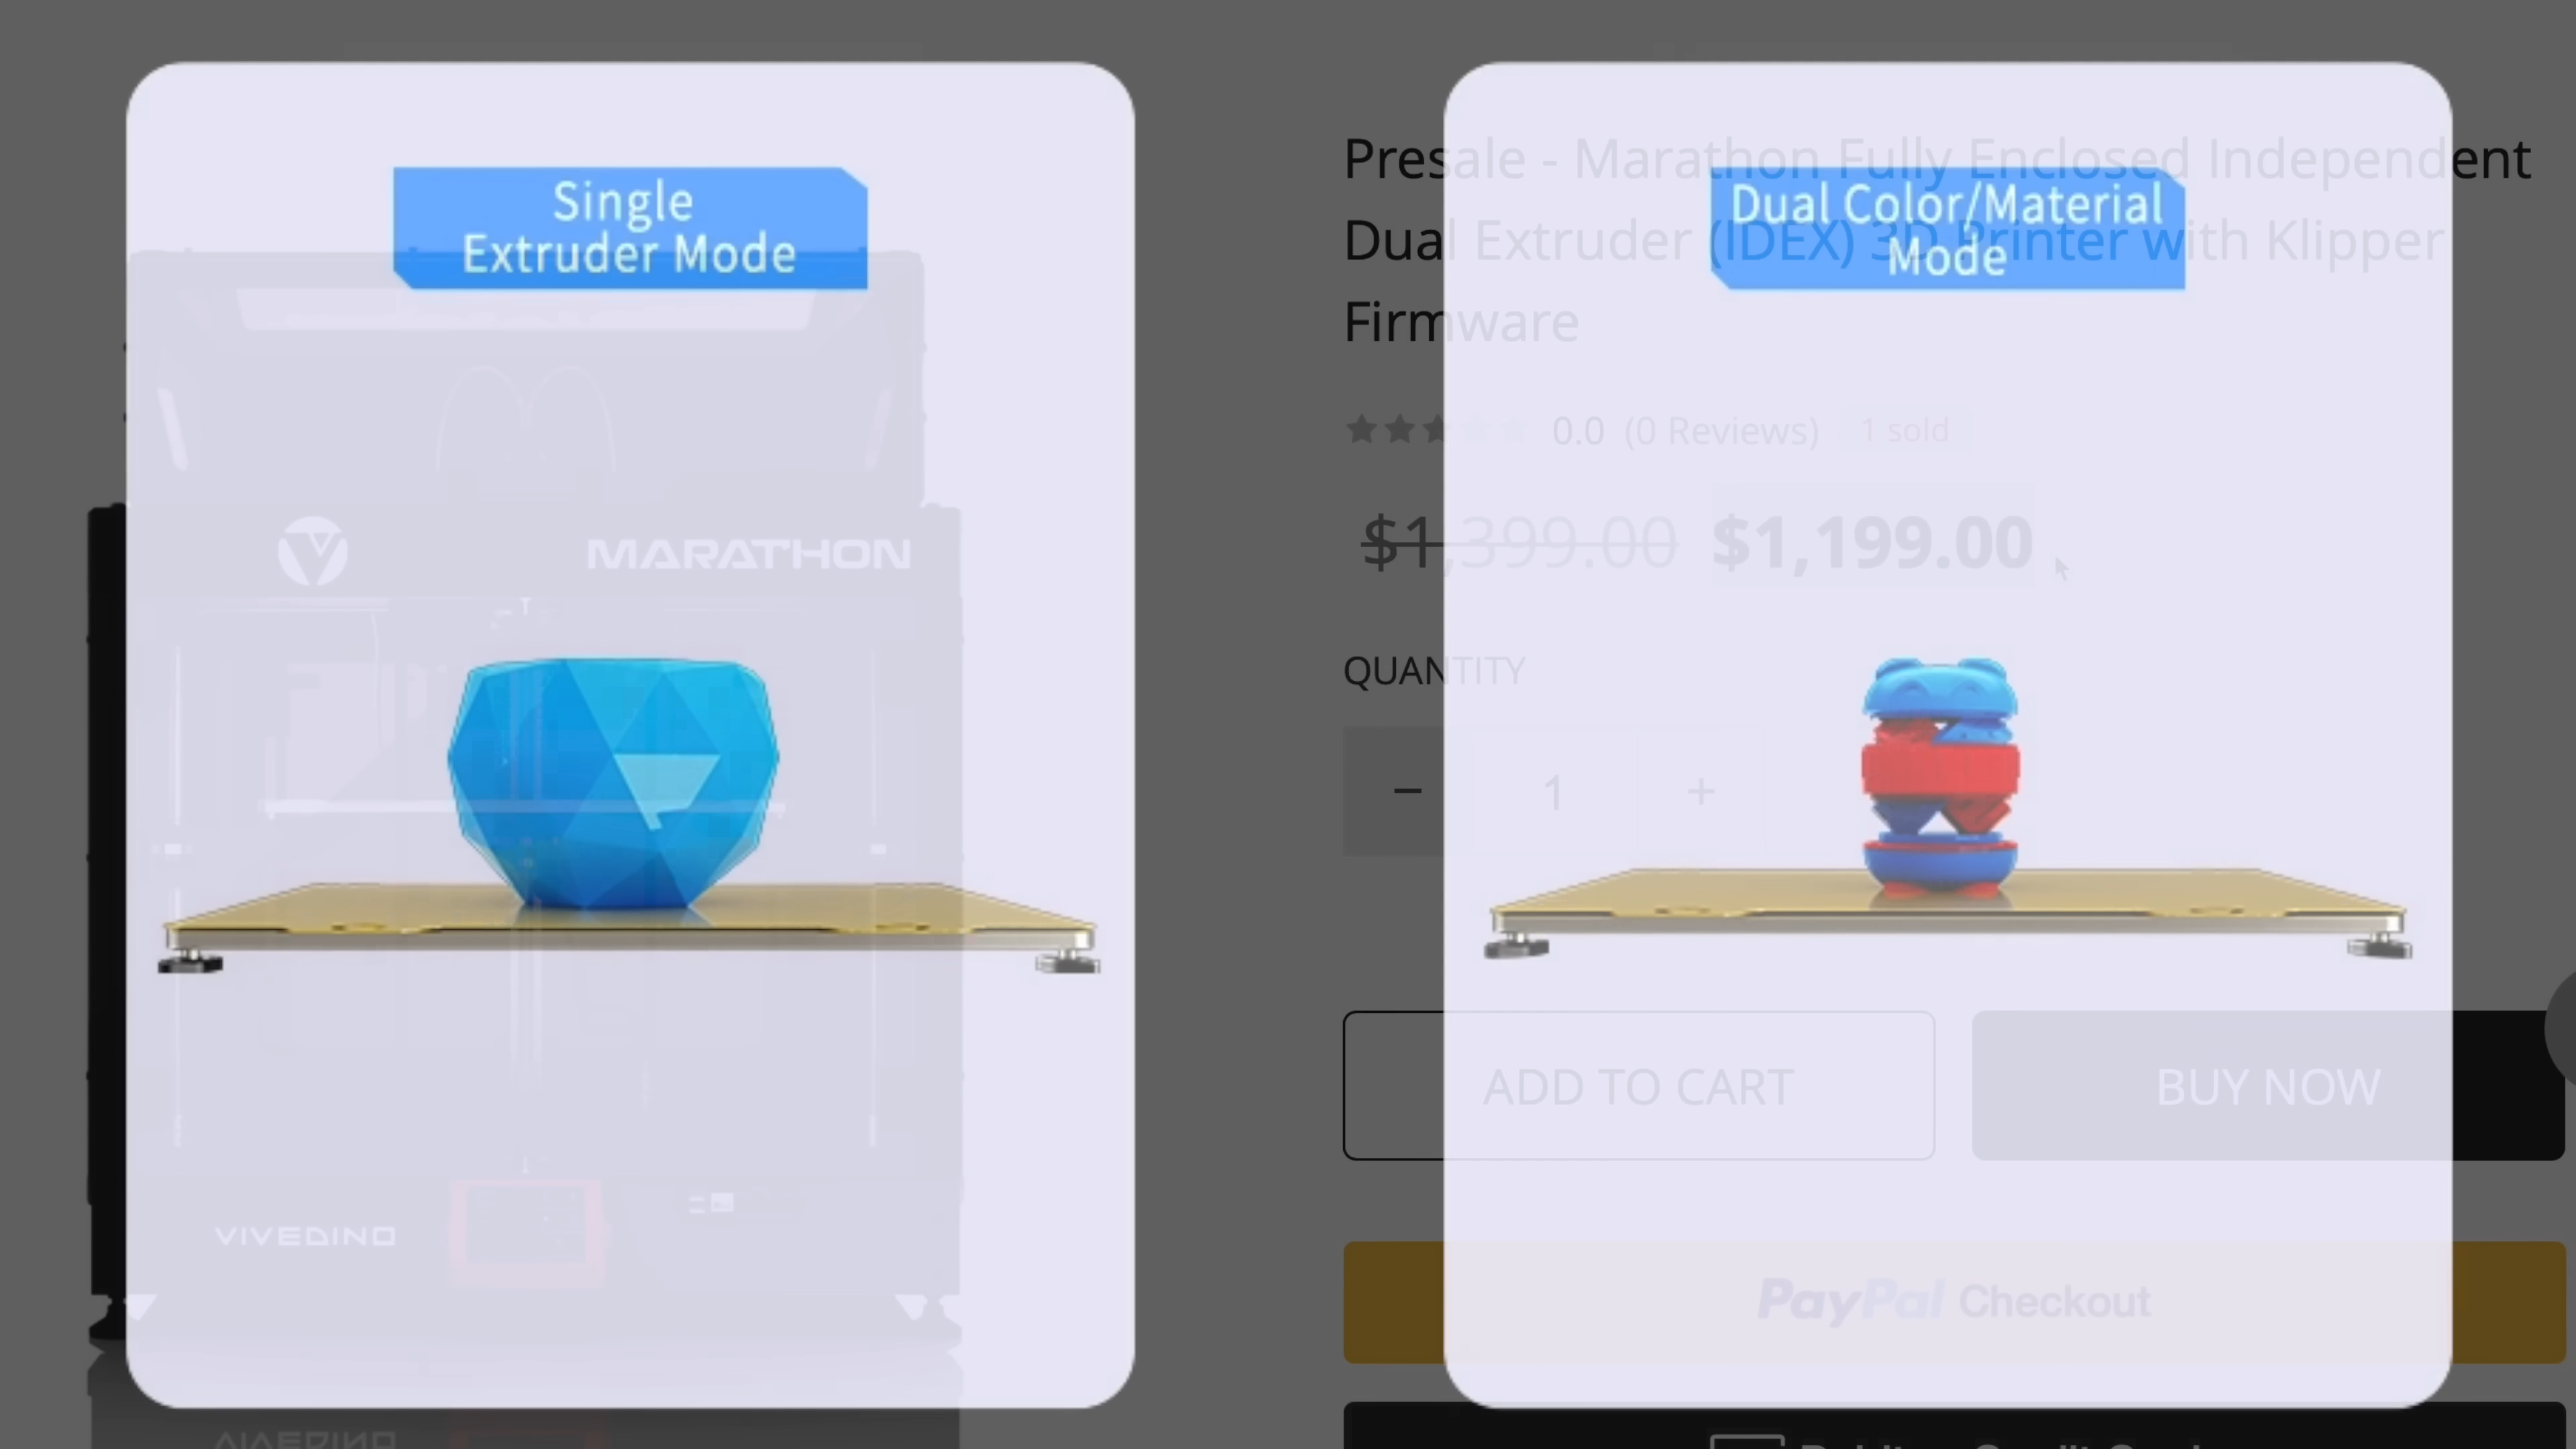 Single
Extruder Mode
MARATHON
VIVEDINO
Presale - Marathon Fully Enclosed Independent
Dual Extruder (IDEX) 3D Printer with Klipper
Firmware
Dual Color/Material
Mode
0.0 (0 Reviews) 1 sold
$1,399.00 $1,199.00
QUANTITY
− 1 +
ADD TO CART
BUY NOW
PayPal Checkout